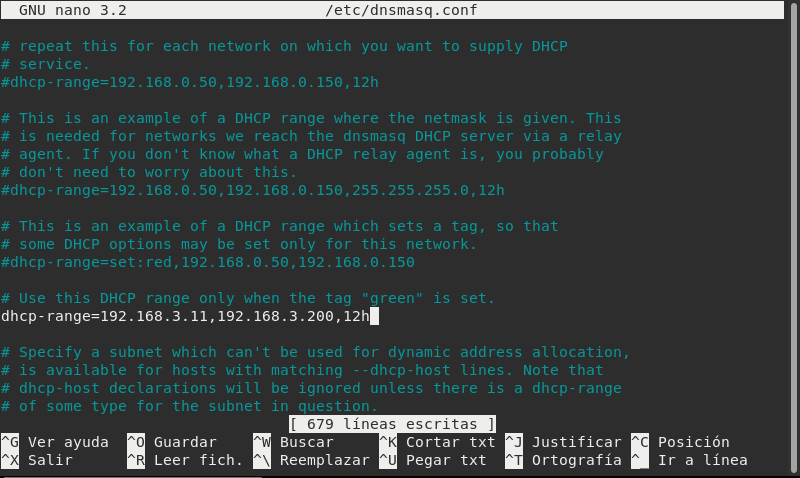 GNU nano 3.2 /etc/dnsmasq.conf
# repeat this for each network on which you want to supply DHCP
# service.
#dhcp-range=192.168.0.50,192.168.0.150,12h
# This is an example of a DHCP range where the netmask is given. This
# is needed for networks we reach the dnsmasq DHCP server via a relay
# agent. If you don't know what a DHCP relay agent is, you probably
# don't need to worry about this.
#dhcp-range=192.168.0.50,192.168.0.150,255.255.255.0,12h
# This is an example of a DHCP range which sets a tag, so that
# some DHCP options may be set only for this network.
#dhcp-range=set:red,192.168.0.50,192.168.0.150
# Use this DHCP range only when the tag "green" is set.
dhcp-range=192.168.3.11,192.168.3.200,12h
# Specify a subnet which can't be used for dynamic address allocation,
# is available for hosts with matching --dhcp-host lines. Note that
# dhcp-host declarations will be ignored unless there is a dhcp-range
# of some type for the subnet in question.
[ 679 líneas escritas ]
^G Ver ayuda ^O Guardar ^W Buscar ^K Cortar txt ^J Justificar ^C Posición
^X Salir ^R Leer fich. ^\ Reemplazar ^U Pegar txt ^T Ortografía ^_ Ir a línea